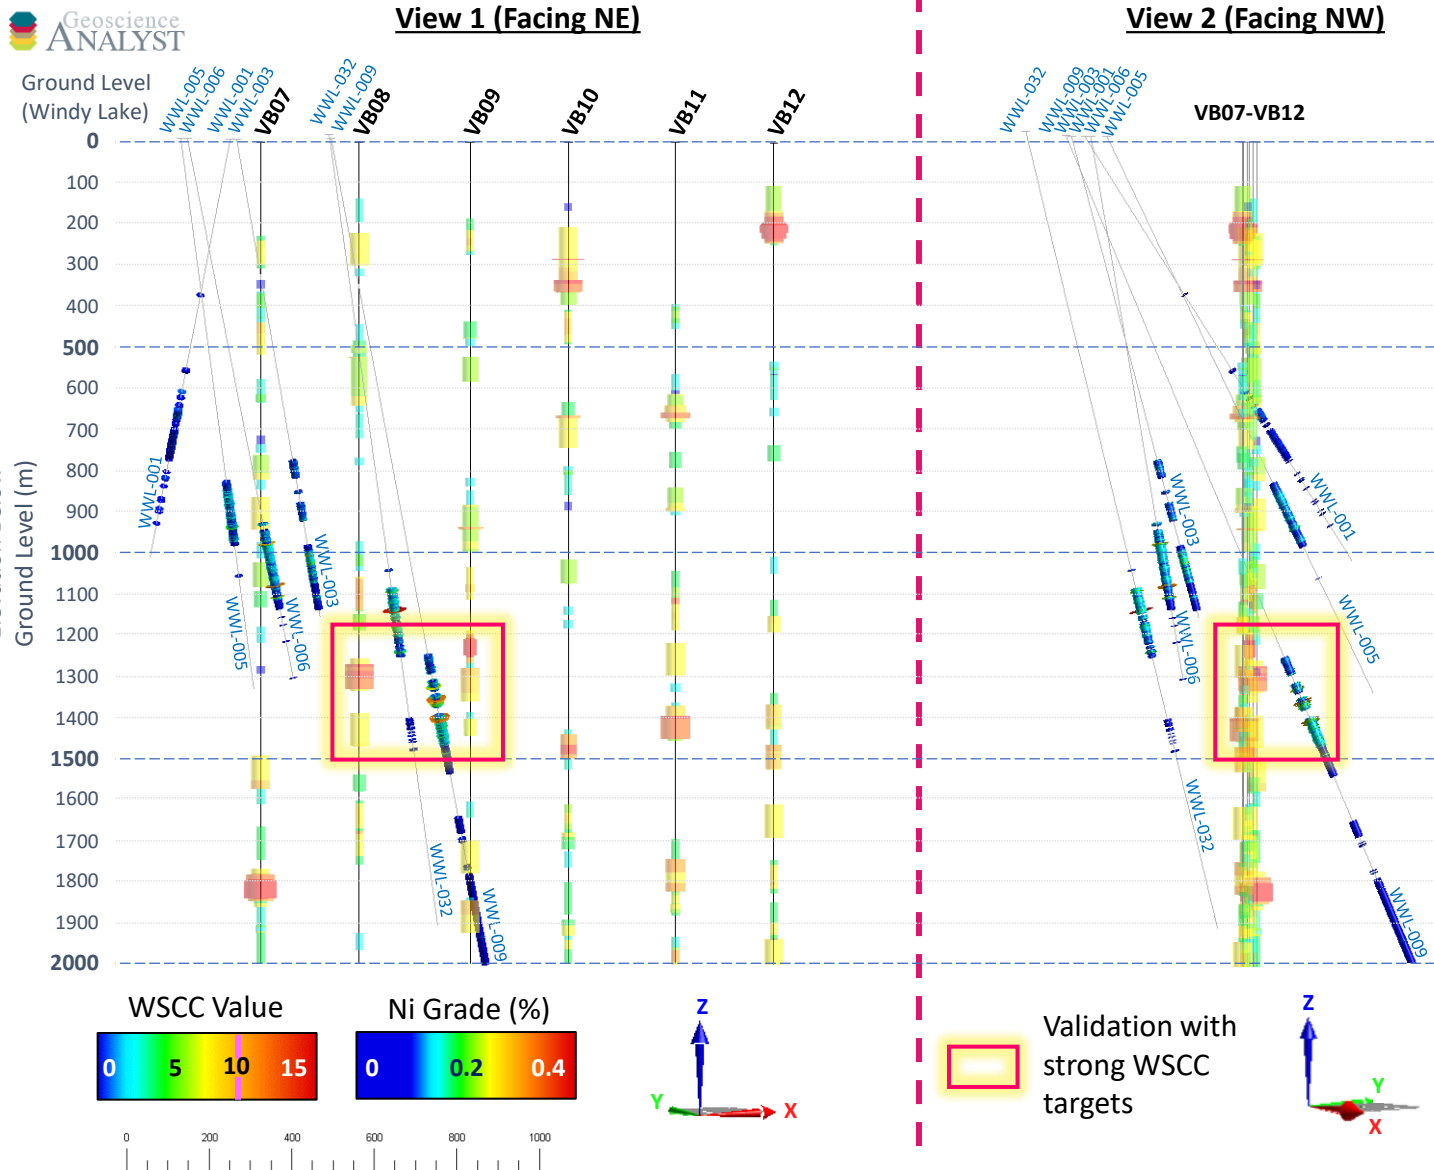 Geoscience
ANALYST
View 1 (Facing NE)
View 2 (Facing NW)
Ground Level
(Windy Lake)
WWL-005
WWL-006
WWL-001
WWL-003
VB07
WWL-032
WWL-009
VB08
VB09
VB10
VB11
VB12
WWL-032
WWL-009
WWL-003
WWL-001
WWL-006
WWL-005
VB07-VB12
0
100
200
300
400
500
600
700
800
900
1000
1100
1200
1300
1400
1500
1600
1700
1800
1900
2000
Ground Level (m)
WWL-001
WWL-005
WWL-006
WWL-003
WWL-032
WWL-009
WWL-003
WWL-001
WWL-006
WWL-005
WWL-032
WWL-009
WSCC Value
0 5 10 15
Ni Grade (%)
0 0.2 0.4
Z
Y
X
Validation with
strong WSCC
targets
Z
Y
X
0 200 400 600 800 1000